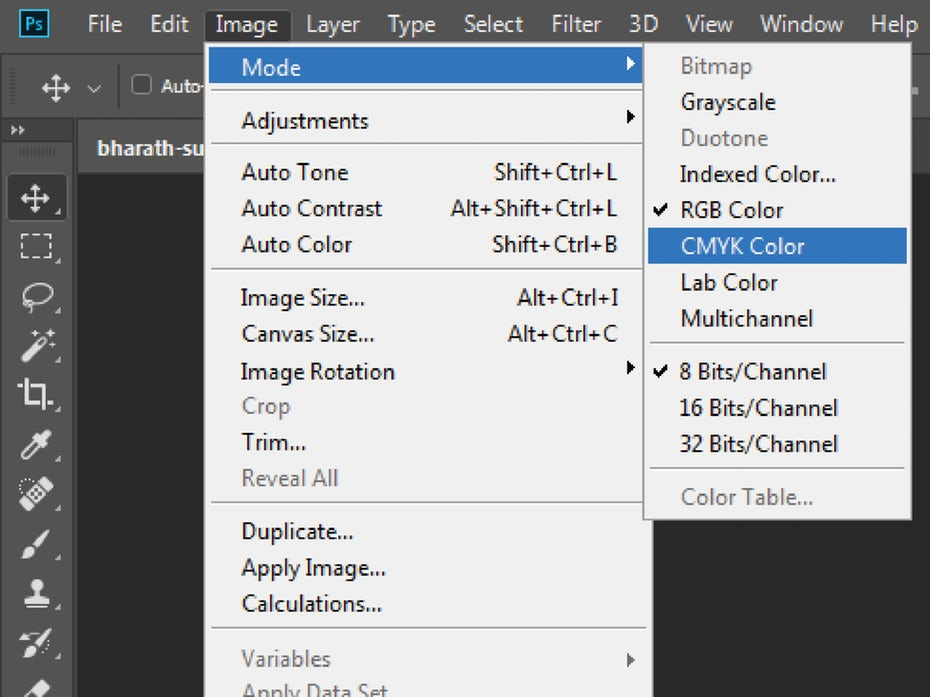 Ps File Edit Image Layer Type Select Filter 3D View Window Help
Auto-
bharath-su
Mode
Adjustments
Auto Tone Shift+Ctrl+L
Auto Contrast Alt+Shift+Ctrl+L
Auto Color Shift+Ctrl+B
Image Size... Alt+Ctrl+I
Canvas Size... Alt+Ctrl+C
Image Rotation
Crop
Trim...
Reveal All
Duplicate...
Apply Image...
Calculations...
Variables
Apply Data Set
Bitmap
Grayscale
Duotone
Indexed Color...
RGB Color
CMYK Color
Lab Color
Multichannel
8 Bits/Channel
16 Bits/Channel
32 Bits/Channel
Color Table...